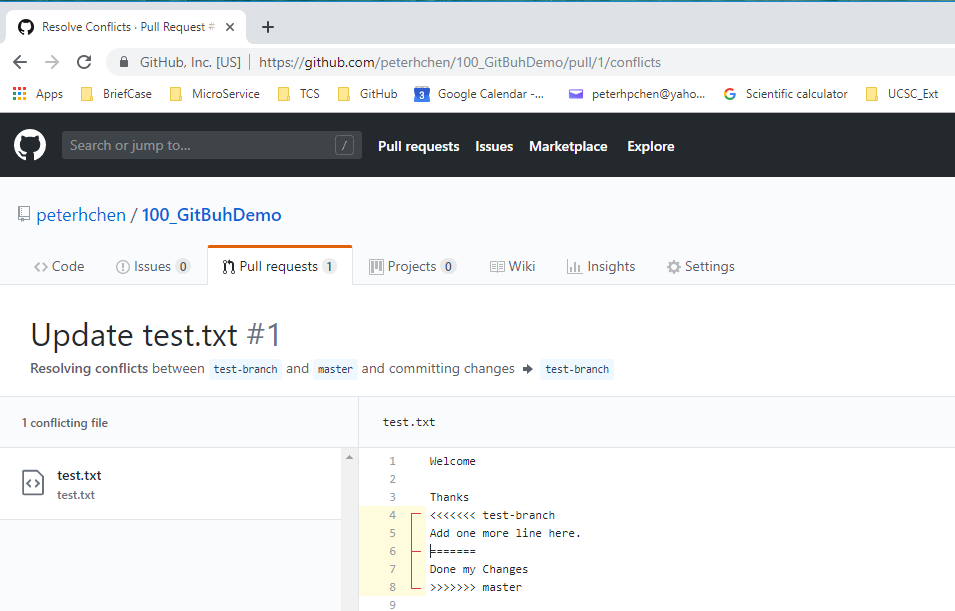 Resolve Conflicts · Pull Request #
GitHub, Inc. [US] https://github.com/peterhchen/100_GitBuhDemo/pull/1/conflicts
Apps BriefCase MicroService TCS GitHub 3 Google Calendar -... peterhpchen@yaho... Scientific calculator UCSC_Ext
Search or jump to... / Pull requests Issues Marketplace Explore
peterhchen / 100_GitBuhDemo
Code Issues 0 Pull requests 1 Projects 0 Wiki Insights Settings
Update test.txt #1
Resolving conflicts between test-branch and master and committing changes → test-branch
1 conflicting file
test.txt
test.txt
test.txt
1 Welcome
2
3 Thanks
4 <<<<<<< test-branch
5 Add one more line here.
6 =======
7 Done my Changes
8 >>>>>>> master
9